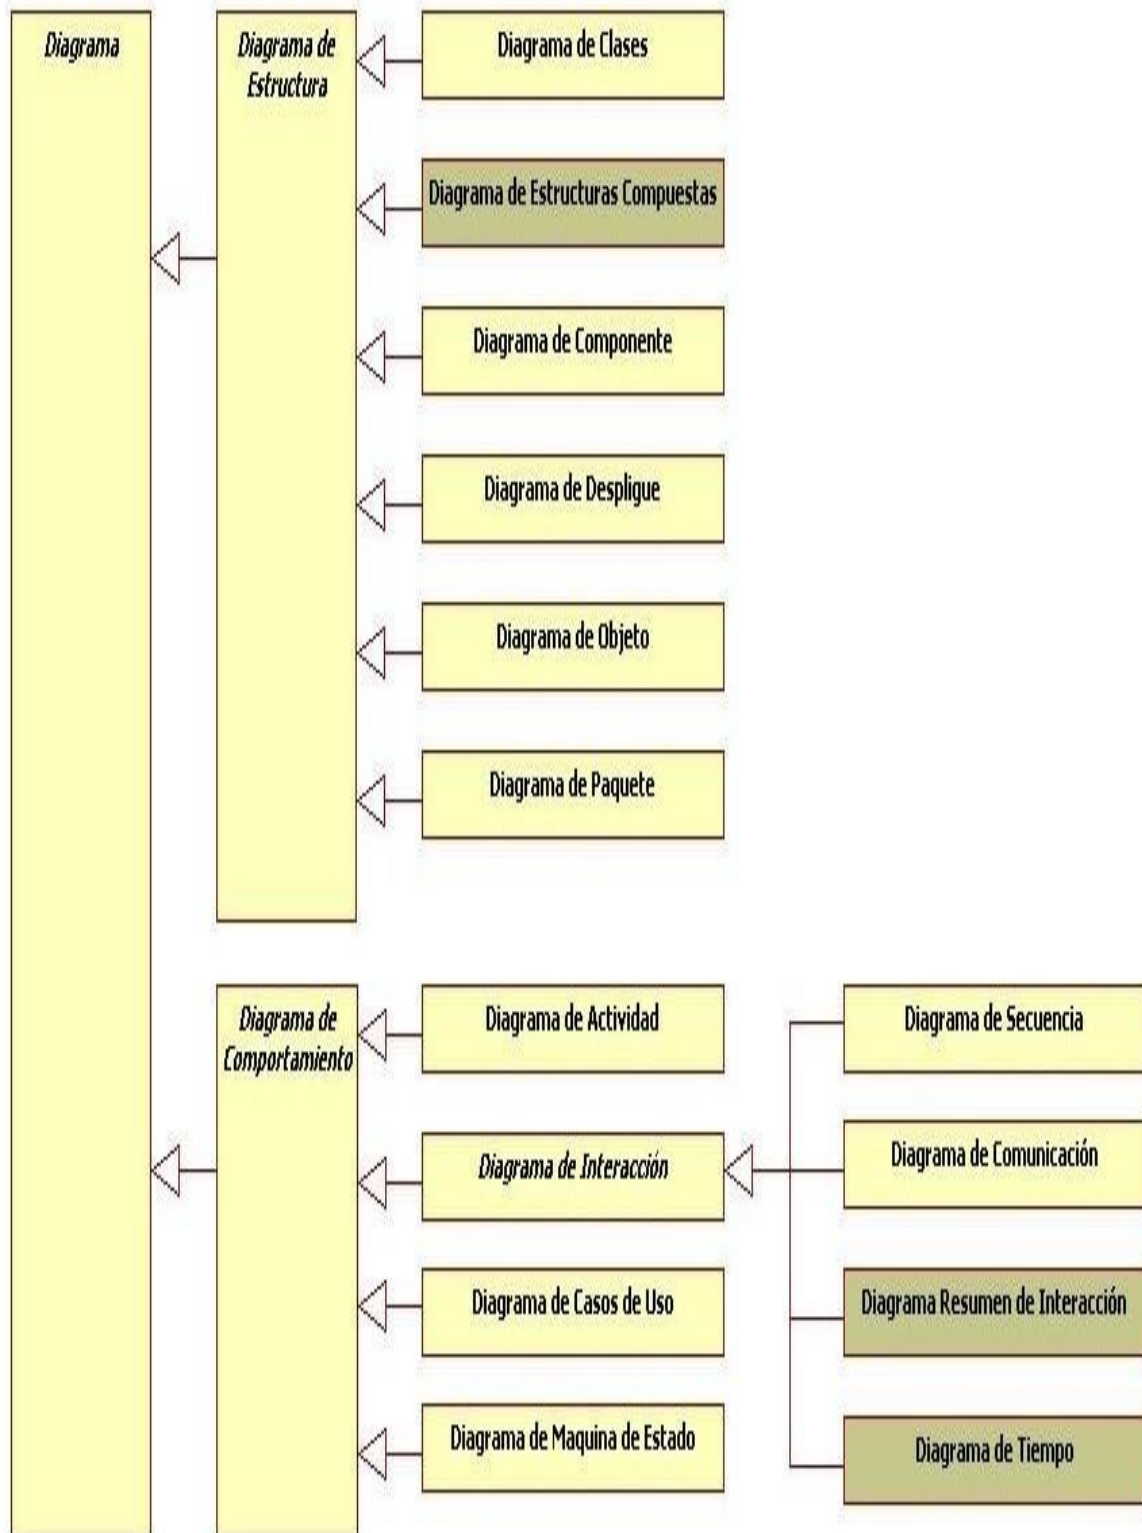 Diagrama
Diagrama de
Estructura
Diagrama de Clases
Diagrama de Estructuras Compuestas
Diagrama de Componente
Diagrama de Despligue
Diagrama de Objeto
Diagrama de Paquete
Diagrama de
Comportamiento
Diagrama de Actividad
Diagrama de Interacción
Diagrama de Casos de Uso
Diagrama de Maquina de Estado
Diagrama de Secuencia
Diagrama de Comunicación
Diagrama Resumen de Interacción
Diagrama de Tiempo